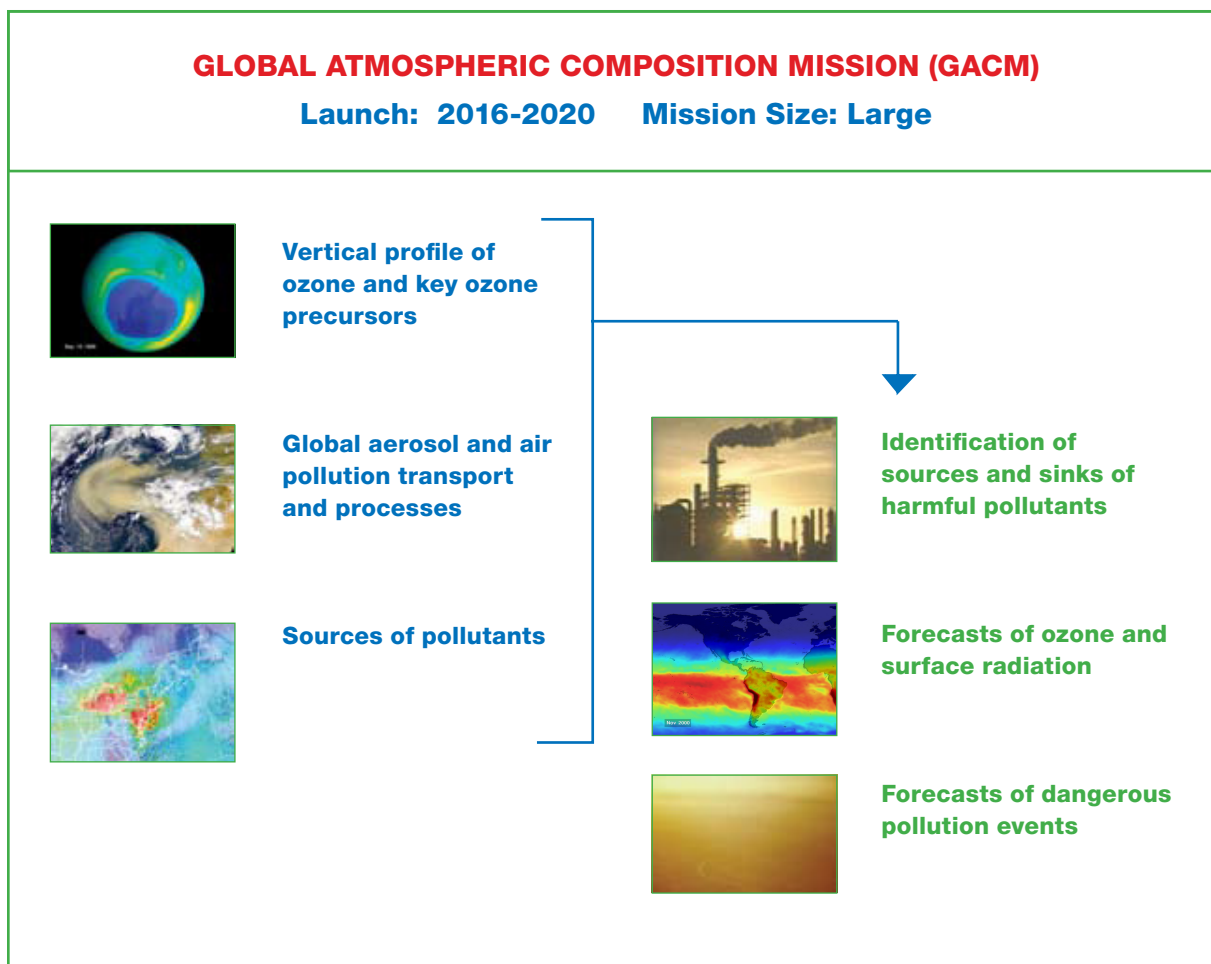 GLOBAL ATMOSPHERIC COMPOSITION MISSION (GACM)
Launch: 2016-2020 Mission Size: Large
Vertical profile of
ozone and key ozone
precursors
Global aerosol and air
pollution transport
and processes
Sources of pollutants
Identification of
sources and sinks of
harmful pollutants
Forecasts of ozone and
surface radiation
Nov 2000
Forecasts of dangerous
pollution events